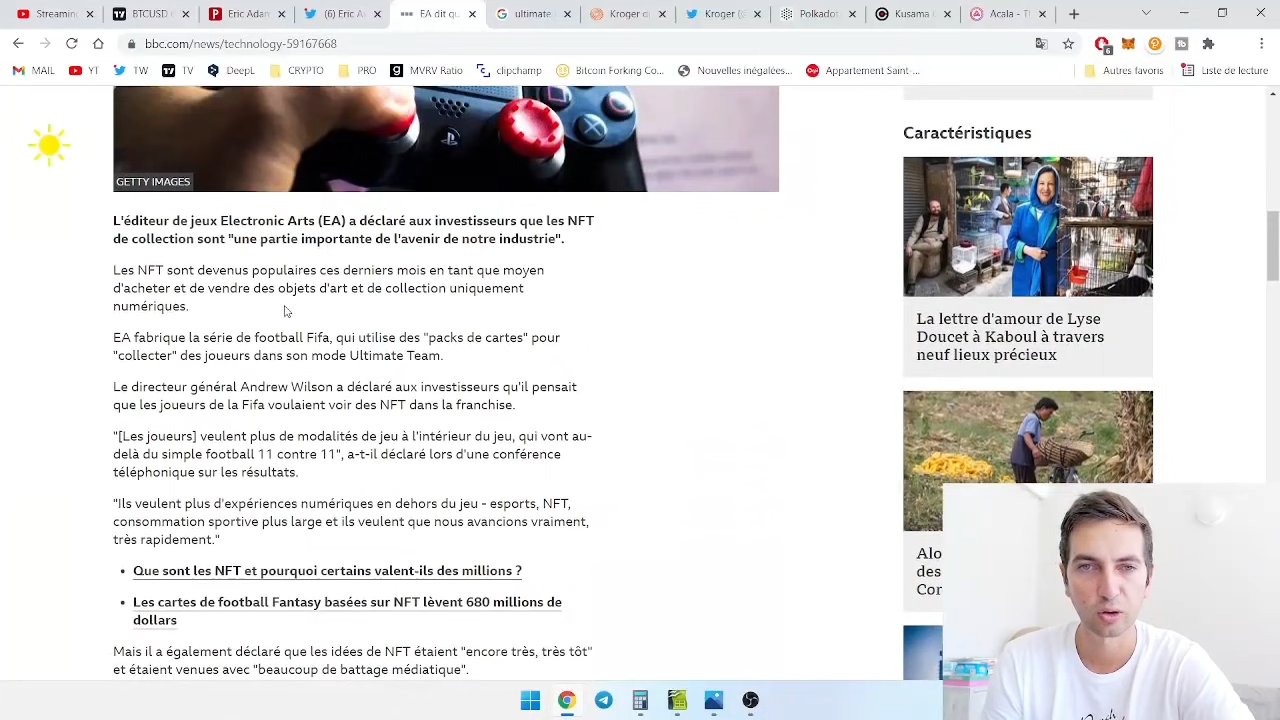 Streaming
BTCUSD
Eric Adam
(6) Eric A
EA dit qu
ultimate
Kroger c
Kroger (
Polkadot
Kusama
Acala - T
bbc.com/news/technology-59167668
6
MAIL
YT
TW
TV
DeepL
CRYPTO
PRO
MVRV Ratio
clipchamp
Bitcoin Forking Co...
Nouvelles inégales...
Appartement Saint-...
Autres favoris
Liste de lecture
GETTY IMAGES
L'éditeur de jeux Electronic Arts (EA) a déclaré aux investisseurs que les NFT
de collection sont "une partie importante de l'avenir de notre industrie".
Les NFT sont devenus populaires ces derniers mois en tant que moyen
d'acheter et de vendre des objets d'art et de collection uniquement
numériques.
EA fabrique la série de football Fifa, qui utilise des "packs de cartes" pour
"collecter" des joueurs dans son mode Ultimate Team.
Le directeur général Andrew Wilson a déclaré aux investisseurs qu'il pensait
que les joueurs de la Fifa voulaient voir des NFT dans la franchise.
"[Les joueurs] veulent plus de modalités de jeu à l'intérieur du jeu, qui vont au-
delà du simple football 11 contre 11", a-t-il déclaré lors d'une conférence
téléphonique sur les résultats.
"Ils veulent plus d'expériences numériques en dehors du jeu - esports, NFT,
consommation sportive plus large et ils veulent que nous avancions vraiment,
très rapidement."
Que sont les NFT et pourquoi certains valent-ils des millions ?
Les cartes de football Fantasy basées sur NFT lèvent 680 millions de
dollars
Mais il a également déclaré que les idées de NFT étaient "encore très, très tôt"
et étaient venues avec "beaucoup de battage médiatique".
Caractéristiques
La lettre d'amour de Lyse
Doucet à Kaboul à travers
neuf lieux précieux
Alo
des
Cor